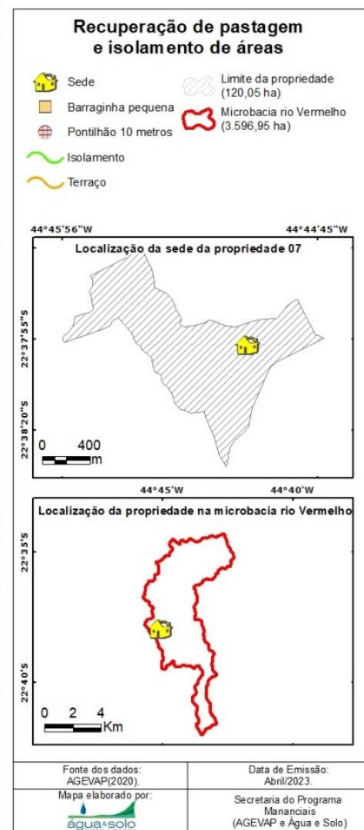 Recuperação de pastagem
e isolamento de áreas
Sede
Barraginha pequena
Pontilhão 10 metros
Isolamento
Terraço
Limite da propriedade
(120,05 ha)
Microbacia rio Vermelho
(3.596,95 ha)
44°45'56"W 44°44'45"W
Localização da sede da propriedade 07
22°37'55"S
22°38'20"S
0 400
m
44°45'W 44°40'W
Localização da propriedade na microbacia rio Vermelho
22°35'S
22°40'S
0 2 4
Km
Fonte dos dados:
AGEVAP(2020).
Data de Emissão:
Abril/2023.
Mapa elaborado por:
água&solo
Secretaria do Programa
Mananciais
(AGEVAP e Água e Solo)